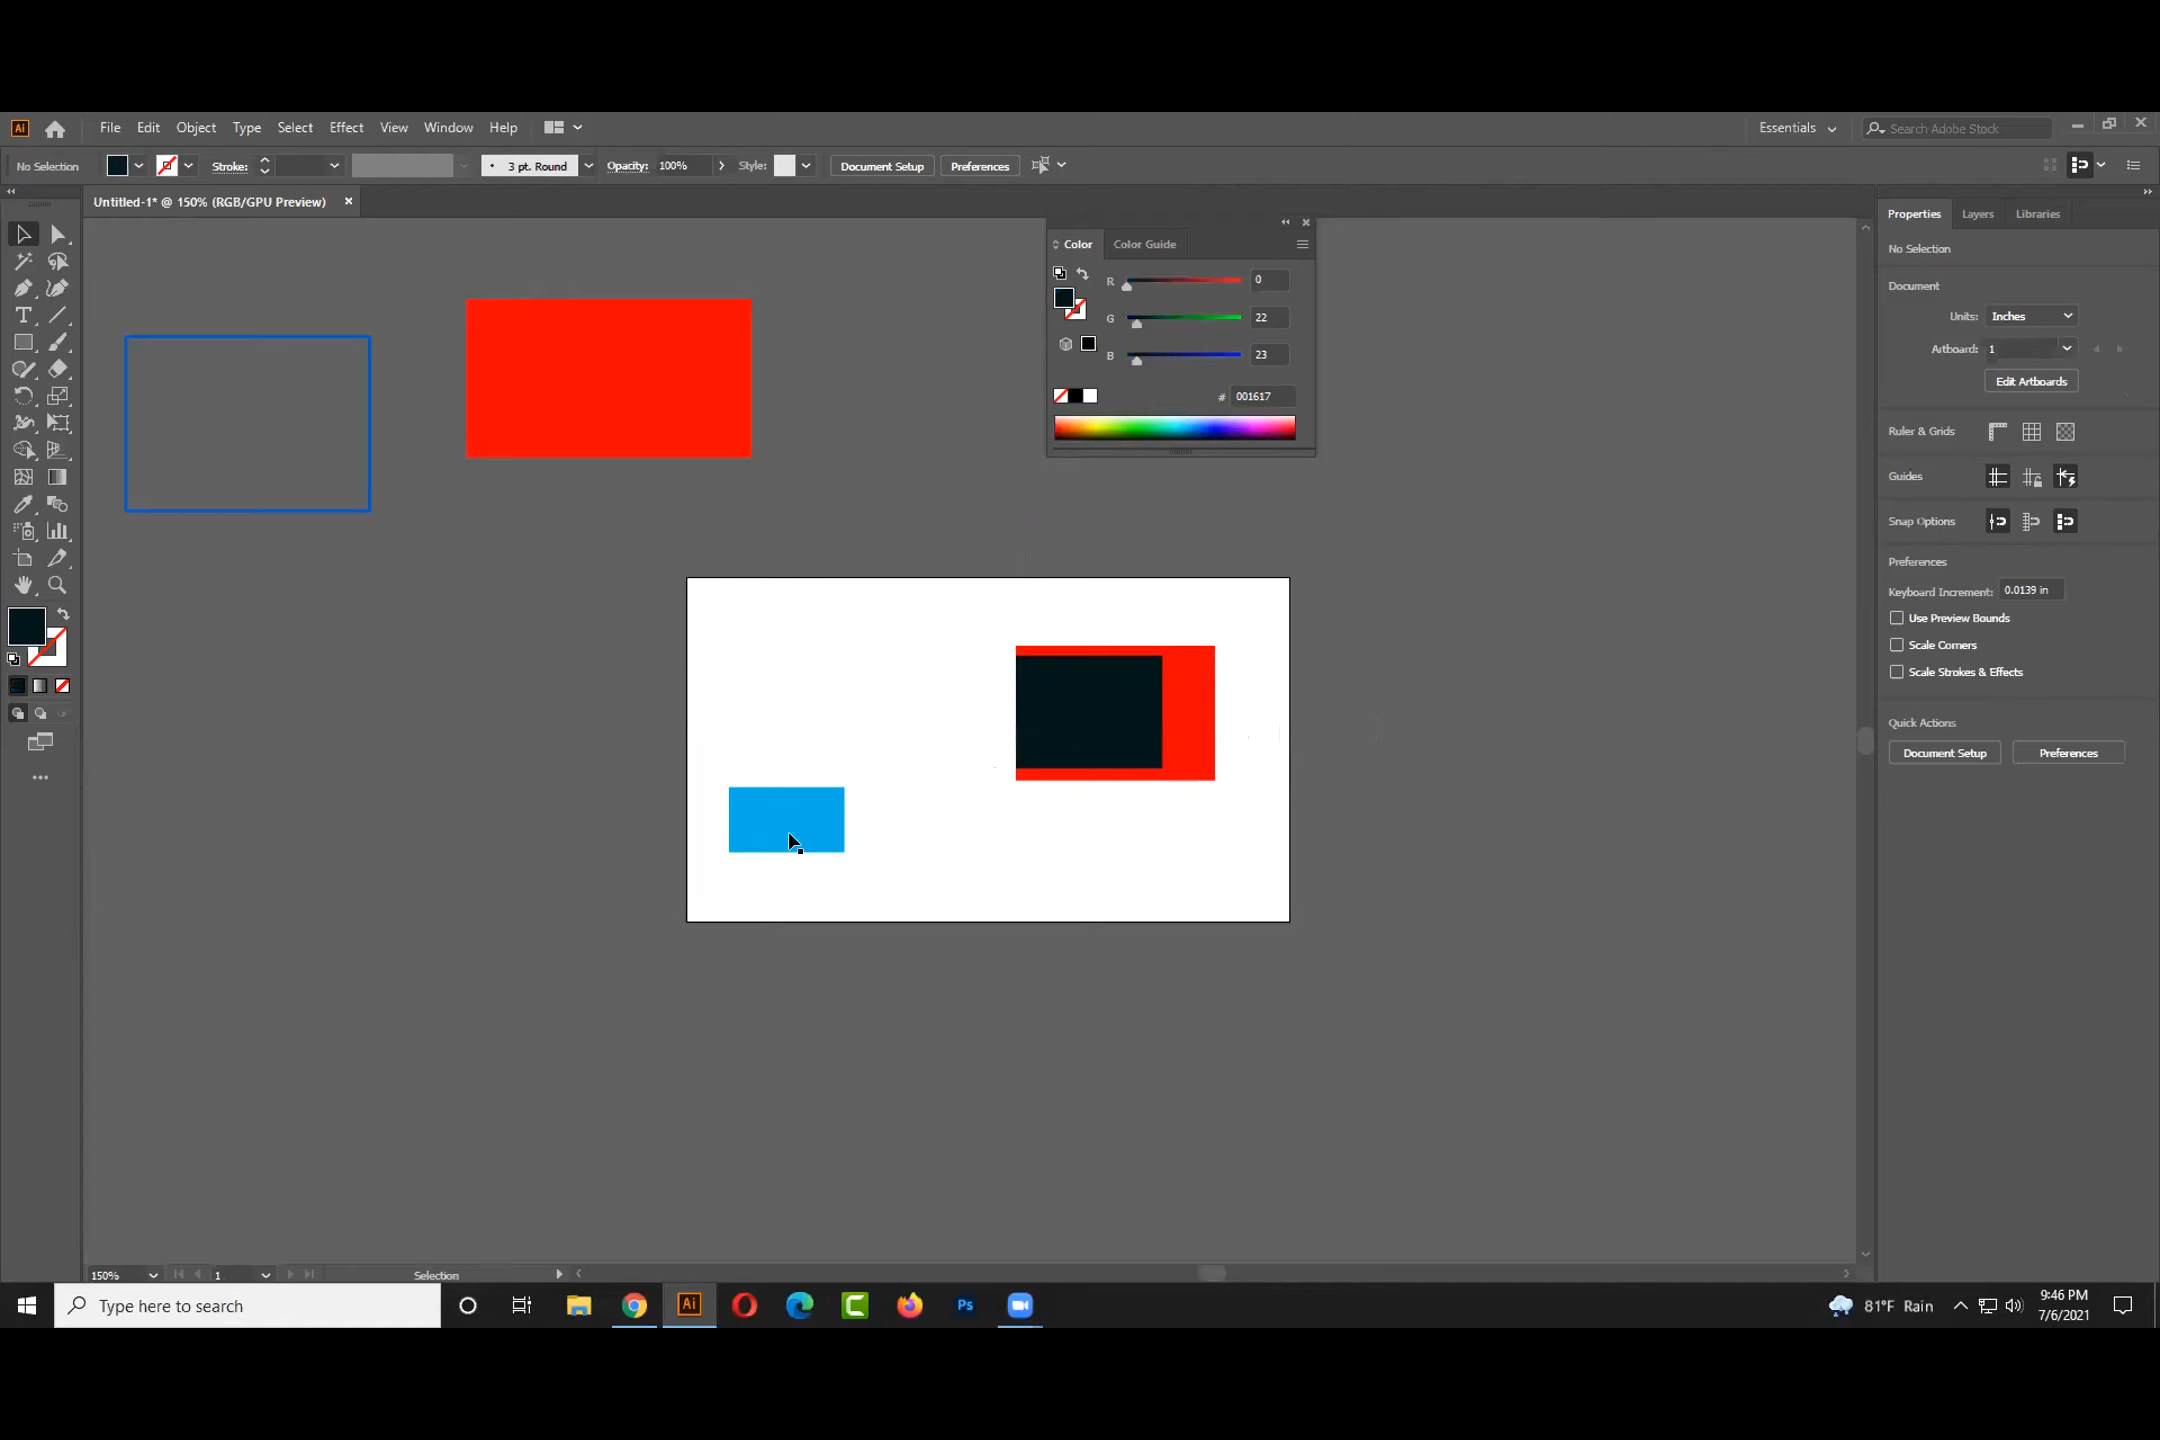 Ai File Edit Object Type Select Effect View Window Help Essentials Search Adobe Stock
No Selection Stroke: 3 pt. Round Opacity: 100% Style: Document Setup Preferences
Untitled-1* @ 150% (RGB/GPU Preview)
Properties Layers Libraries
Color Color Guide
No Selection
R 0
Document
G 22
Units: Inches
B 23
Artboard: 1
Edit Artboards
# 001617
Ruler & Grids
Guides
Snap Options
Preferences
Keyboard Increment: 0.0139 in
Use Preview Bounds
Scale Corners
Scale Strokes & Effects
Quick Actions
Document Setup Preferences
150% 1 Selection
Type here to search
Ai
Ps
81°F Rain
9:46 PM
7/6/2021